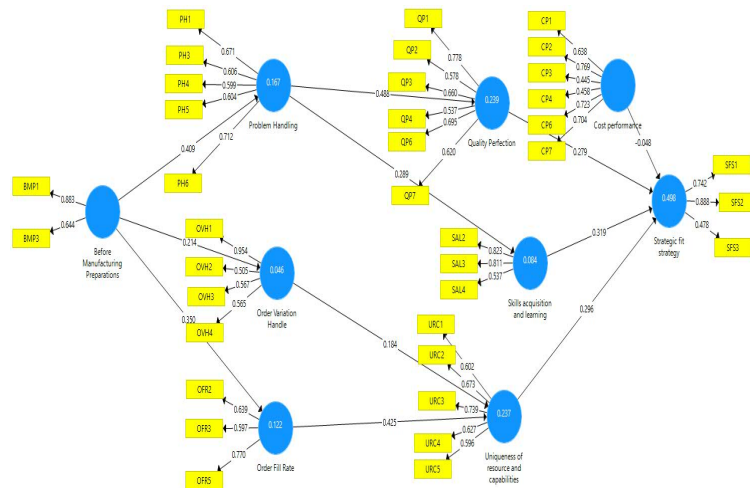 PH1
PH3
PH4
PH5
PH6
0.671
0.606
0.599
0.604
0.712
0.167
Problem Handling
QP1
QP2
QP3
QP4
QP6
QP7
0.778
0.578
0.660
0.537
0.695
0.620
0.239
Quality Perfection
CP1
CP2
CP3
CP4
CP6
CP7
0.638
0.769
0.445
0.458
0.723
0.704
Cost performance
0.488
0.409
0.289
-0.048
0.279
BMP1
BMP3
0.883
0.644
Before
Manufacturing
Preparations
0.214
0.350
OVH1
OVH2
OVH3
OVH4
0.954
0.505
0.567
0.565
0.046
Order Variation
Handle
SAL2
SAL3
SAL4
0.823
0.811
0.537
0.084
Skills acquisition
and learning
0.319
0.498
Strategic fit
strategy
0.742
0.888
0.478
SFS1
SFS2
SFS3
0.296
0.184
0.425
OFR2
OFR3
OFR5
0.639
0.597
0.770
0.122
Order Fill Rate
URC1
URC2
URC3
URC4
URC5
0.602
0.673
0.739
0.627
0.596
0.237
Uniqueness of
resource and
capabilities